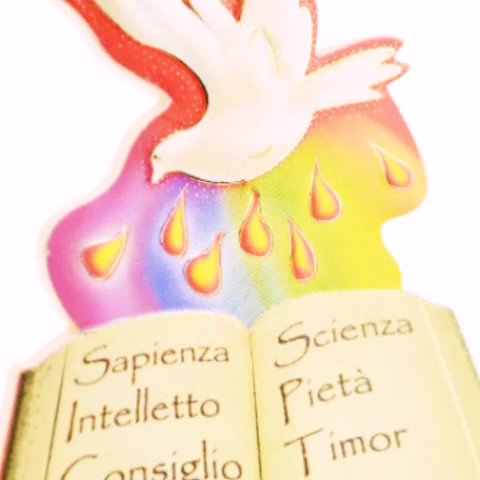 Sapienza
Intelletto
Consiglio
Scienza
Pietà
Timor